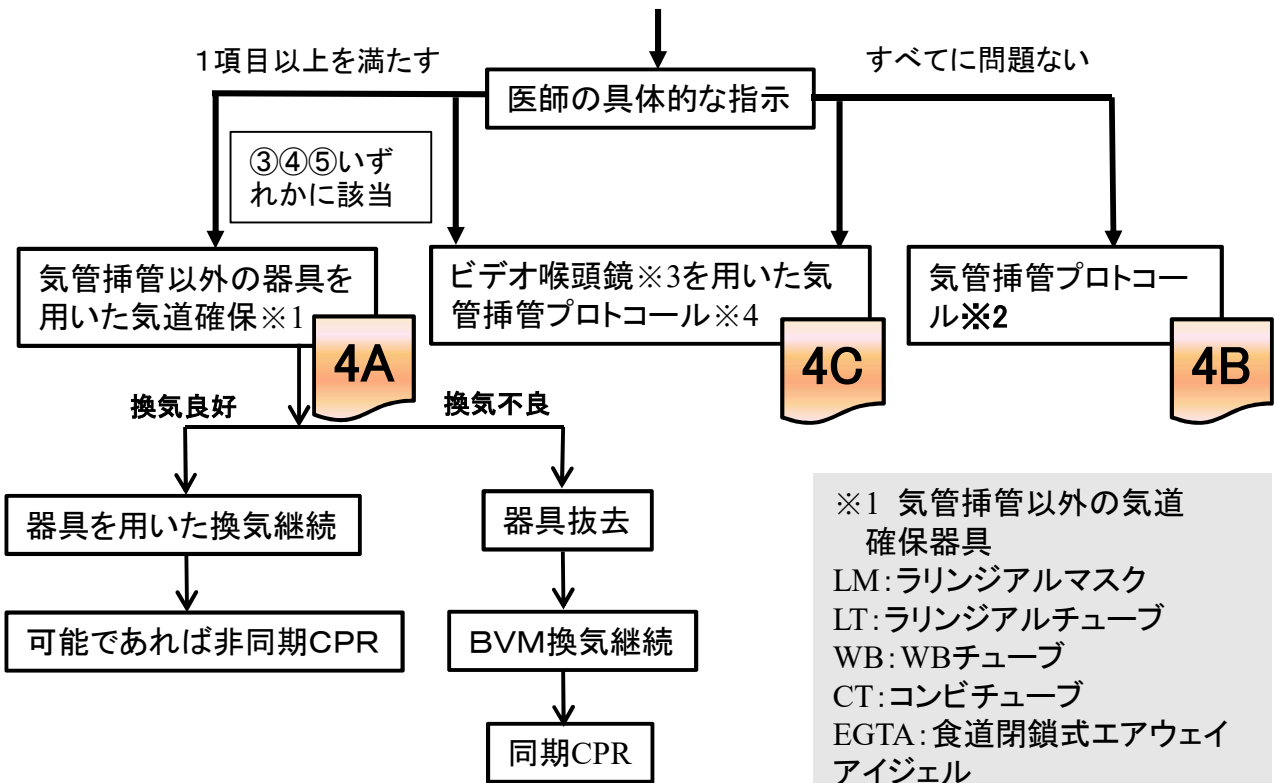 1項目以上を満たす
すべてに問題ない
医師の具体的な指示
③④⑤いず
れかに該当
気管挿管以外の器具を
用いた気道確保※1
4A
ビデオ喉頭鏡※3を用いた気
管挿管プロトコール※4
4C
気管挿管プロトコー
ル※2
4B
換気良好
換気不良
器具を用いた換気継続
器具抜去
可能であれば非同期CPR
BVM換気継続
同期CPR
※1 気管挿管以外の気道
確保器具
LM:ラリンジアルマスク
LT:ラリンジアルチューブ
WB:WBチューブ
CT:コンビチューブ
EGTA:食道閉鎖式エアウェイ
アイジェル